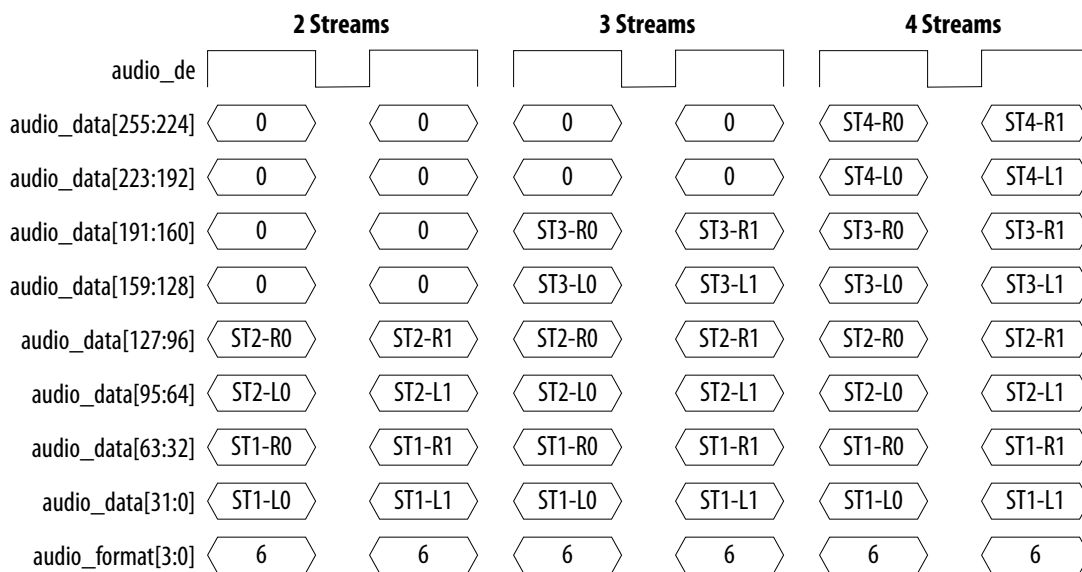 2 Streams 3 Streams 4 Streams
audio_de
audio_data[255:224] 0 0 0 0 ST4-R0 ST4-R1
audio_data[223:192] 0 0 0 0 ST4-L0 ST4-L1
audio_data[191:160] 0 0 ST3-R0 ST3-R1 ST3-R0 ST3-R1
audio_data[159:128] 0 0 ST3-L0 ST3-L1 ST3-L0 ST3-L1
audio_data[127:96] ST2-R0 ST2-R1 ST2-R0 ST2-R1 ST2-R0 ST2-R1
audio_data[95:64] ST2-L0 ST2-L1 ST2-L0 ST2-L1 ST2-L0 ST2-L1
audio_data[63:32] ST1-R0 ST1-R1 ST1-R0 ST1-R1 ST1-R0 ST1-R1
audio_data[31:0] ST1-L0 ST1-L1 ST1-L0 ST1-L1 ST1-L0 ST1-L1
audio_format[3:0] 6 6 6 6 6 6